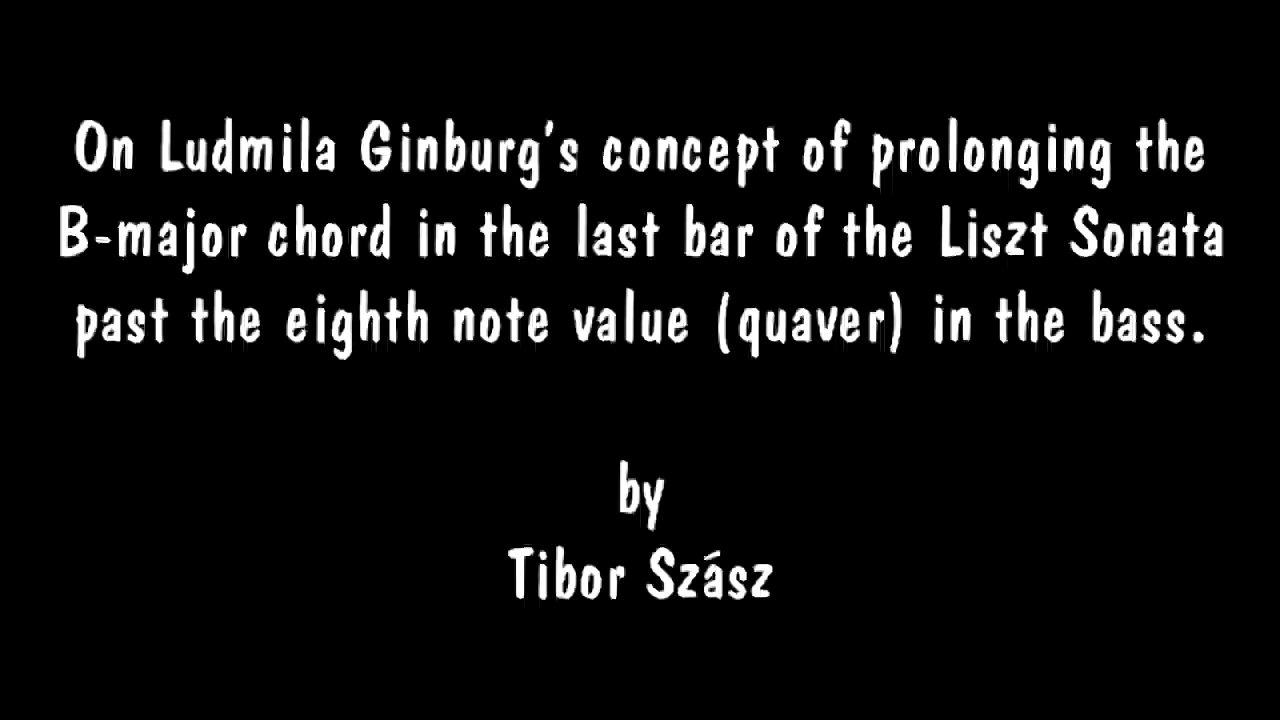 On Ludmila Ginburg's concept of prolonging the
B-major chord in the last bar of the Liszt Sonata
past the eighth note value (quaver) in the bass.
by
Tibor Szász